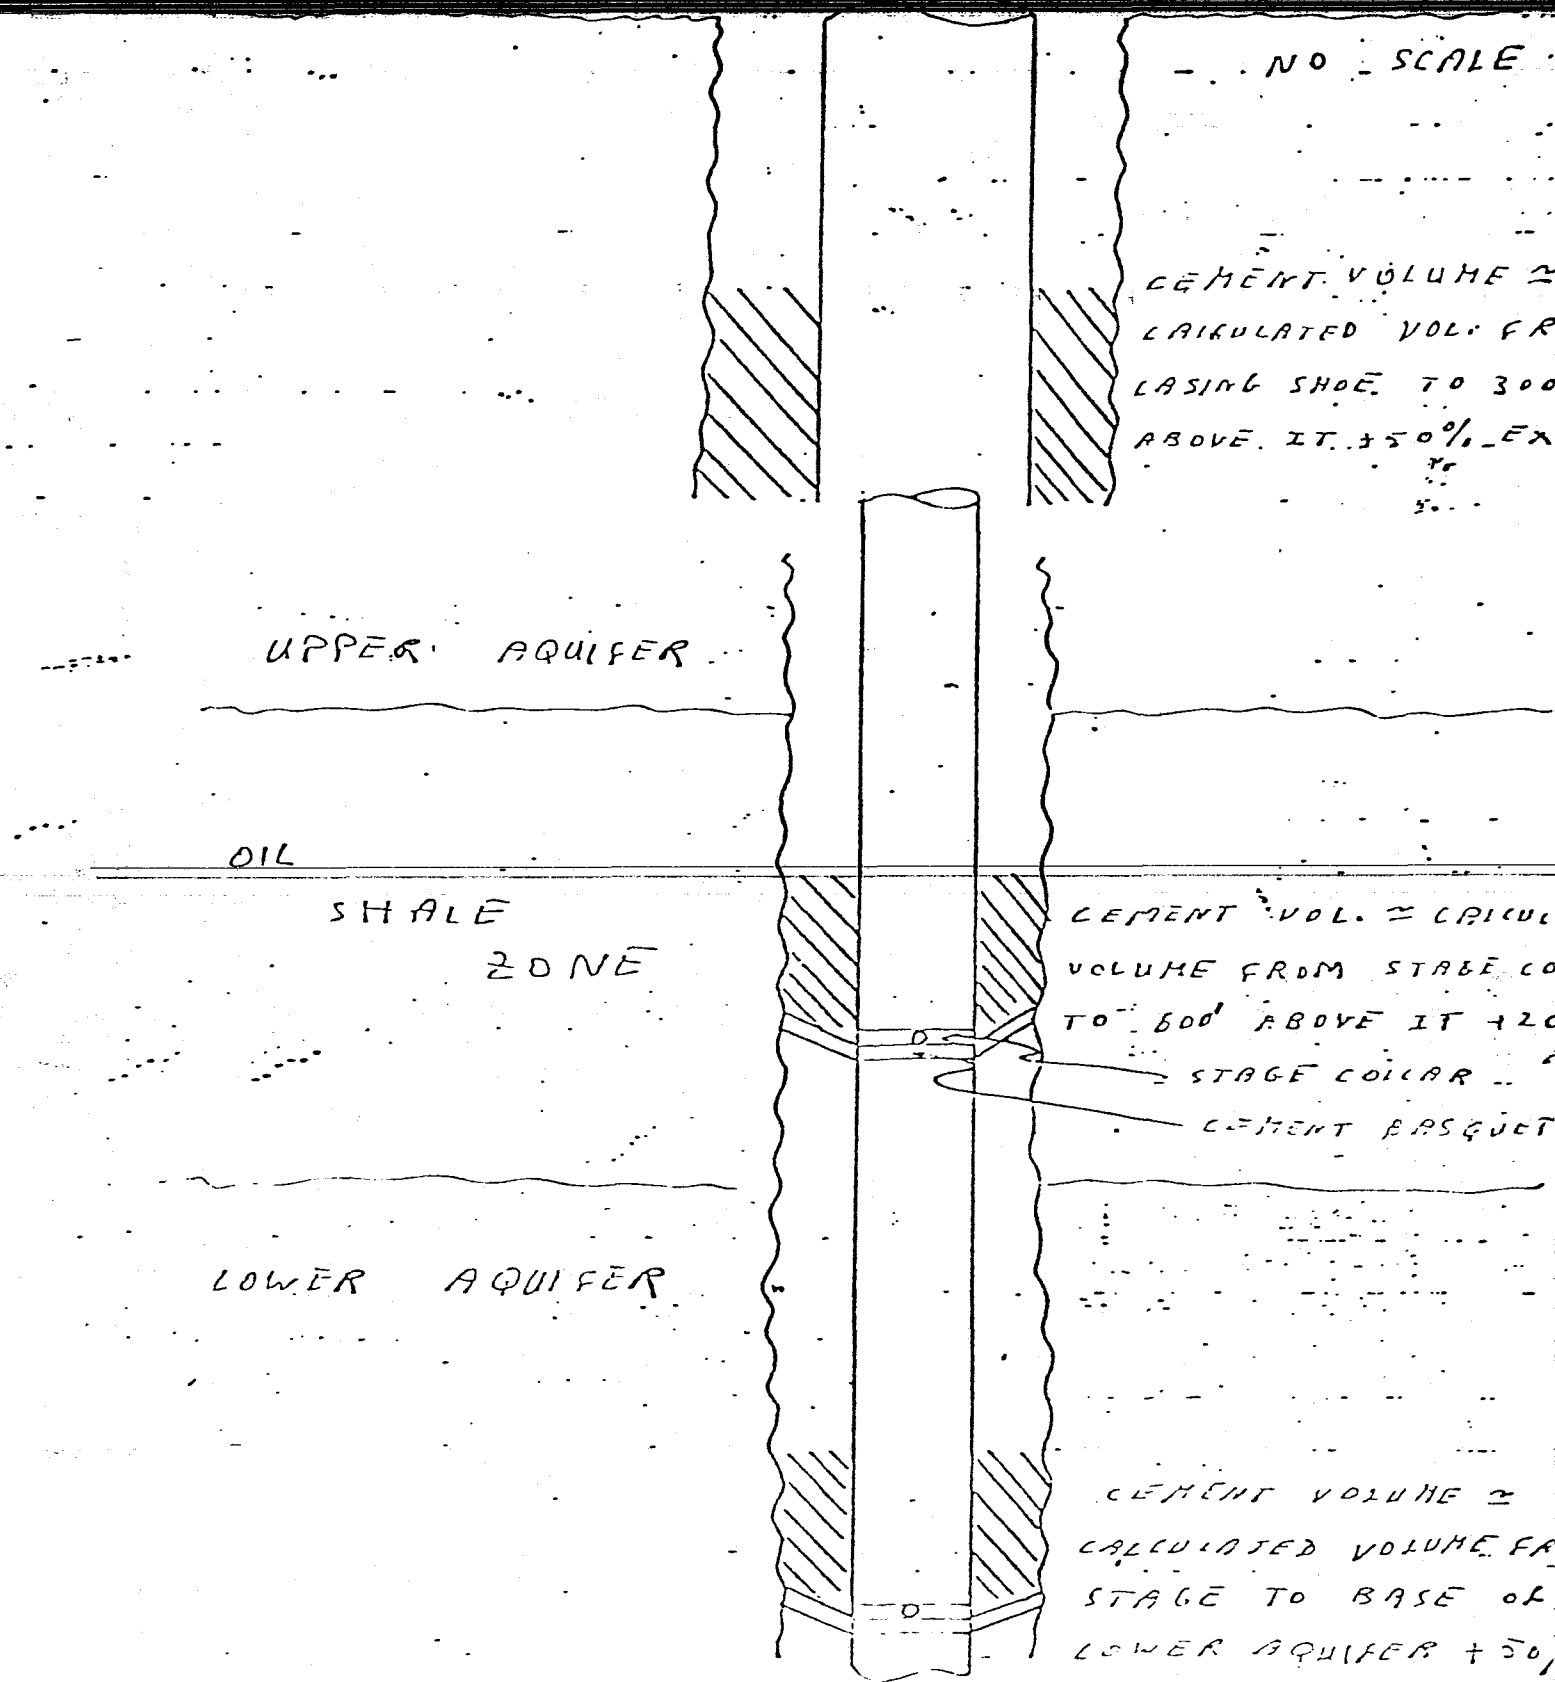 NO SCALE
CEMENT VOLUME ≃
CALCULATED VOL. FR
CASING SHOE TO 300
ABOVE IT +50% EX
UPPER AQUIFER
OIL
SHALE
ZONE
CEMENT VOL. ≃ CALCUL
VOLUME FROM STAGE CO
TO 600' ABOVE IT +20
STAGE COLLAR
CEMENT BASQUET
LOWER AQUIFER
CEMENT VOLUME ≃
CALCULATED VOLUME FR
STAGE TO BASE OF
LOWER AQUIFER + 50%